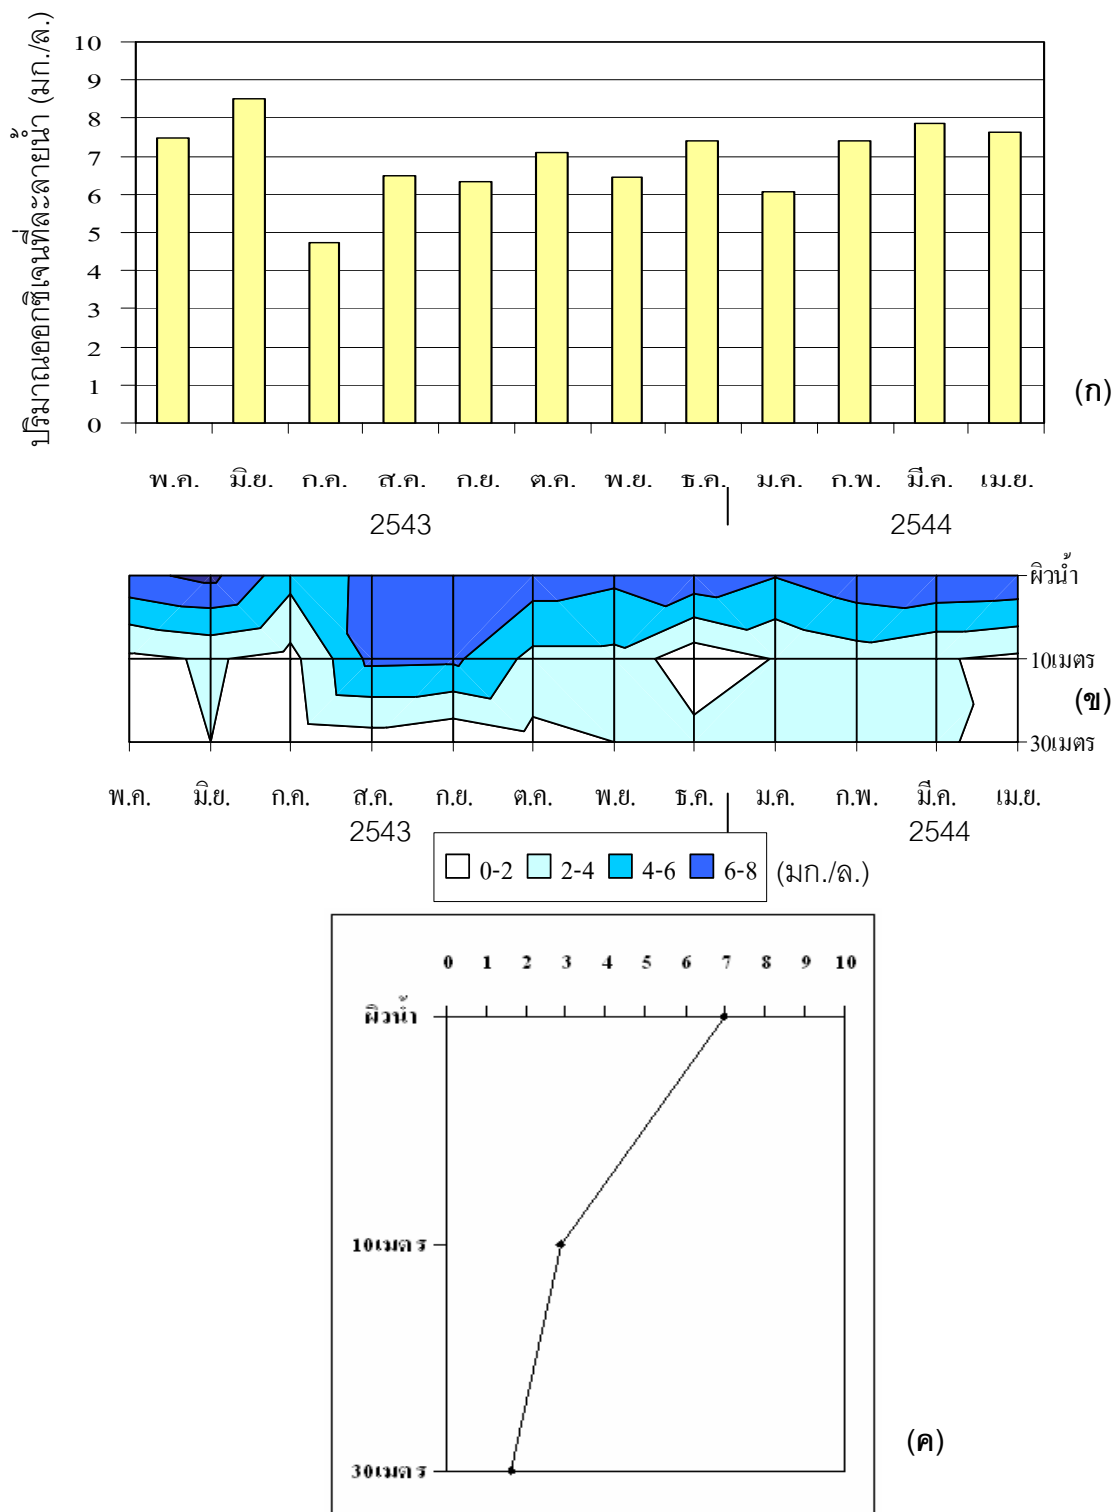 ปริมาณออกซิเจนที่ละลายน้ำ (มก./ล.)
10
9
8
7
6
5
4
3
2
1
0
(ก)
พ.ค. มิ.ย. ก.ค. ส.ค. ก.ย. ต.ค. พ.ย. ธ.ค. ม.ค. ก.พ. มี.ค. เม.ย.
2543 2544
ผิวน้ำ
10เมตร
(ข)
30เมตร
พ.ค. มิ.ย. ก.ค. ส.ค. ก.ย. ต.ค. พ.ย. ธ.ค. ม.ค. ก.พ. มี.ค. เม.ย.
2543 2544
0-2 2-4 4-6 6-8 (มก./ล.)
0 1 2 3 4 5 6 7 8 9 10
ผิวน้ำ
10เมตร
(ค)
30เมตร